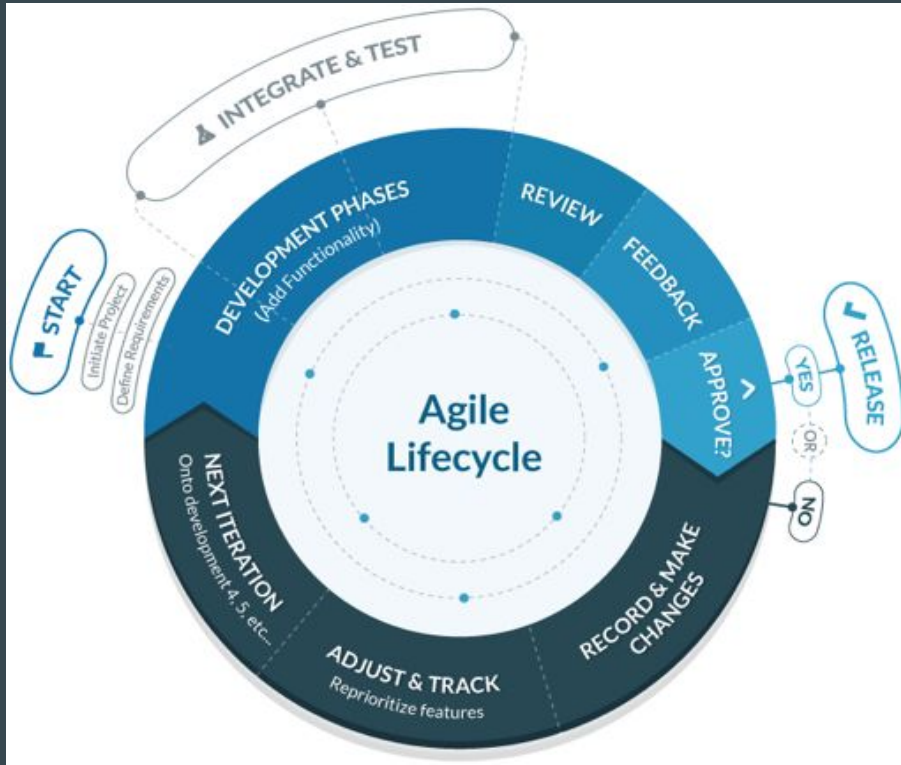 INTEGRATE & TEST
START
Initiate Project
Define Requirements
DEVELOPMENT PHASES
(Add Functionality)
REVIEW
FEEDBACK
APPROVE?
YES
OR
NO
RELEASE
RECORD & MAKE
CHANGES
ADJUST & TRACK
Reprioritize features
NEXT ITERATION
Onto development 4, 5, etc...
Agile
Lifecycle